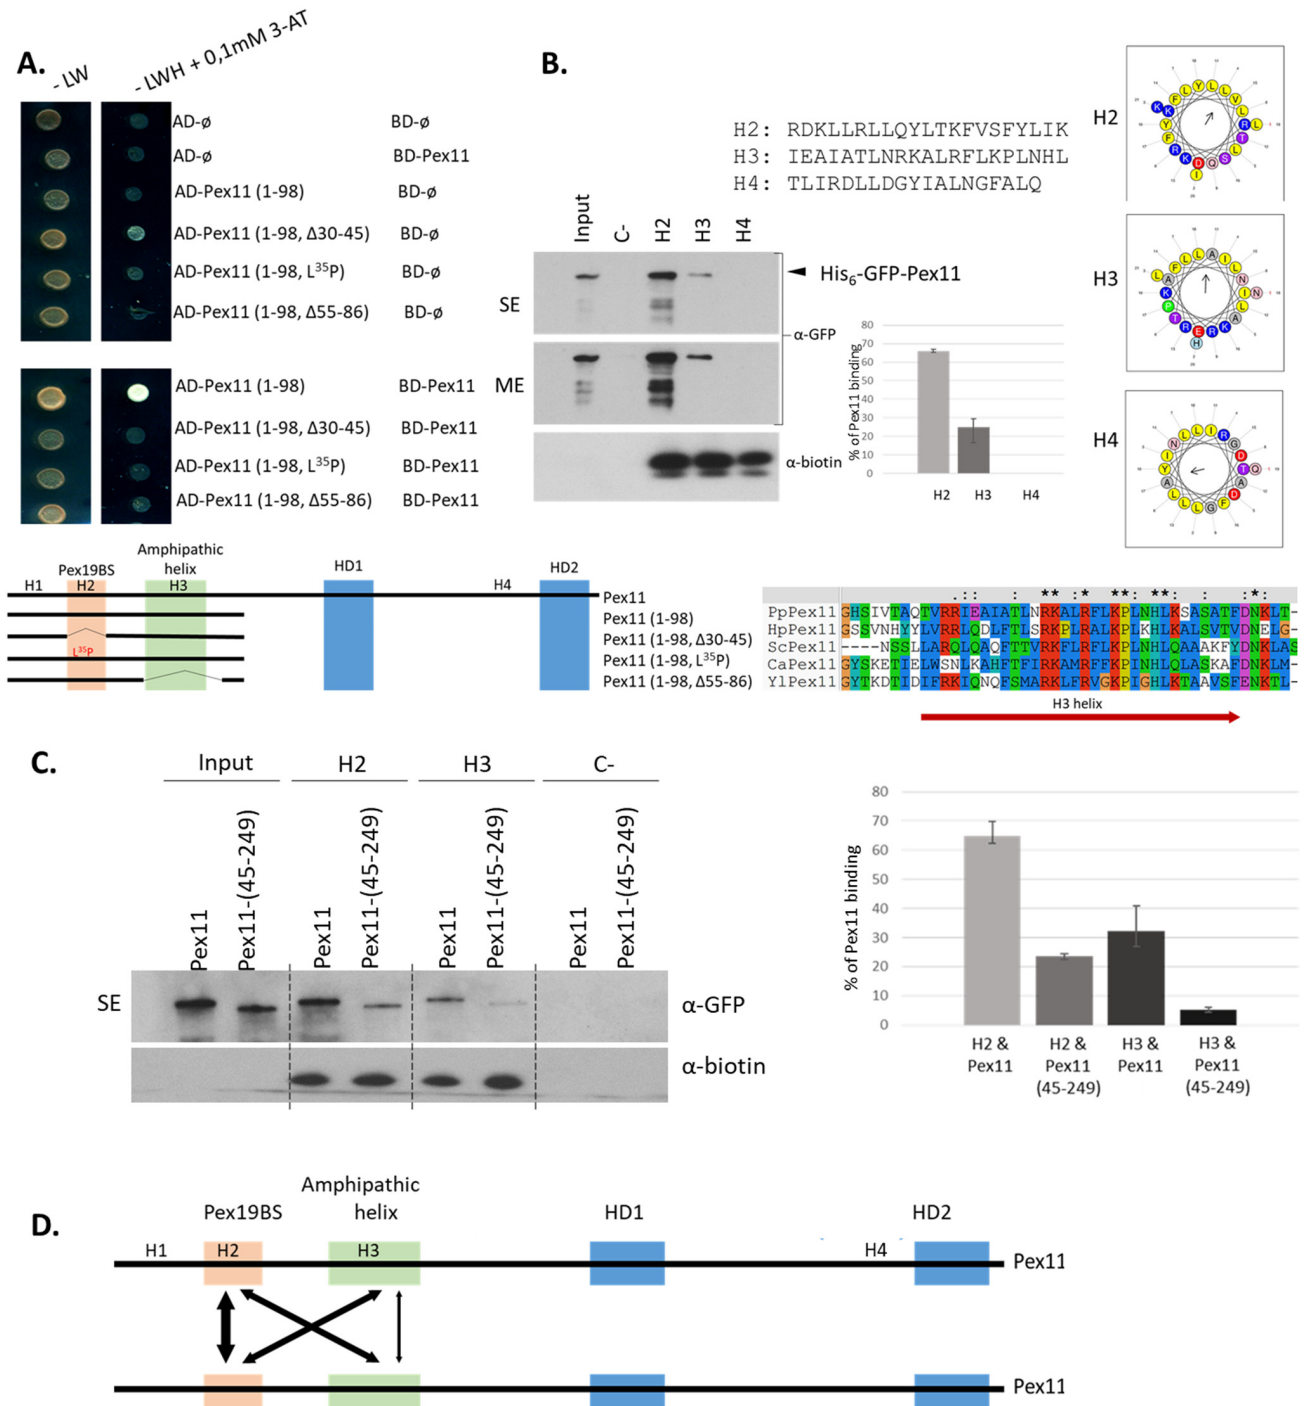 A.
- LW
- LWH + 0,1mM 3-AT
AD-ø BD-ø
AD-ø BD-Pex11
AD-Pex11 (1-98) BD-ø
AD-Pex11 (1-98, Δ30-45) BD-ø
AD-Pex11 (1-98, L³⁵P) BD-ø
AD-Pex11 (1-98, Δ55-86) BD-ø
AD-Pex11 (1-98) BD-Pex11
AD-Pex11 (1-98, Δ30-45) BD-Pex11
AD-Pex11 (1-98, L³⁵P) BD-Pex11
AD-Pex11 (1-98, Δ55-86) BD-Pex11
Pex19BS
Amphipathic
helix
H1 H2 H3 HD1 H4 HD2
Pex11
Pex11 (1-98)
Pex11 (1-98, Δ30-45)
L³⁵P
Pex11 (1-98, L³⁵P)
Pex11 (1-98, Δ55-86)
B.
H2: RDKLLRLLQYLTKFVSFYLIK
H3: IEAIATLNRKALRFLKPLNHL
H4: TLIRDLLDGYIALNGFALQ
Input C- H2 H3 H4
His₆-GFP-Pex11
SE
α-GFP
ME
α-biotin
% of Pex11 binding
80
70
60
50
40
30
20
10
0
H2 H3 H4
H2
H3
H4
PpPex11 GHSIVTAQTVRRIEAIATLNRKALRFLKPLNHLKSASATFDNKLT-
HpPex11 GSSVNHYYLVRRLQDLFTLSRKPLRALKPLKHLKALSVTVDNELG-
ScPex11 ----NSSLLARQLQAQFTTVRKFLRFLKPLNHLQAAAKFYDNKLAS
CaPex11 GYSKETIELWSNLKAHFTFIRKAMRFFKPINHLQLASKAFDNKLM-
YlPex11 GYTKDTIDIFRKIQNQFSMARKLFRVGKPIGHLKTAAVSFENKTL-
H3 helix
C.
Input H2 H3 C-
Pex11
Pex11-(45-249)
Pex11
Pex11-(45-249)
Pex11
Pex11-(45-249)
Pex11
Pex11-(45-249)
SE
α-GFP
α-biotin
% of Pex11 binding
80
70
60
50
40
30
20
10
0
H2 & Pex11
H2 & Pex11 (45-249)
H3 & Pex11
H3 & Pex11 (45-249)
D.
Pex19BS
Amphipathic
helix
HD1 HD2
H1 H2 H3 H4
Pex11
Pex11